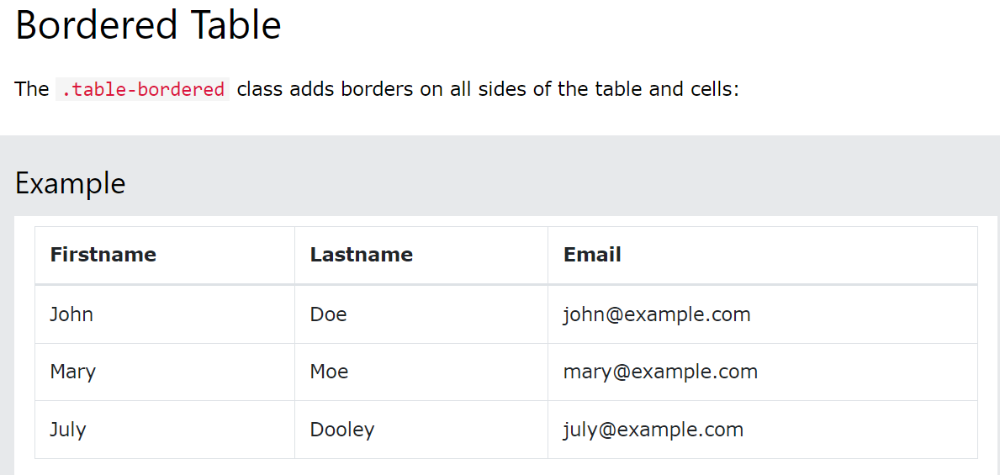 Bordered Table
The .table-bordered class adds borders on all sides of the table and cells:
Example
Firstname Lastname Email
John Doe john@example.com
Mary Moe mary@example.com
July Dooley july@example.com